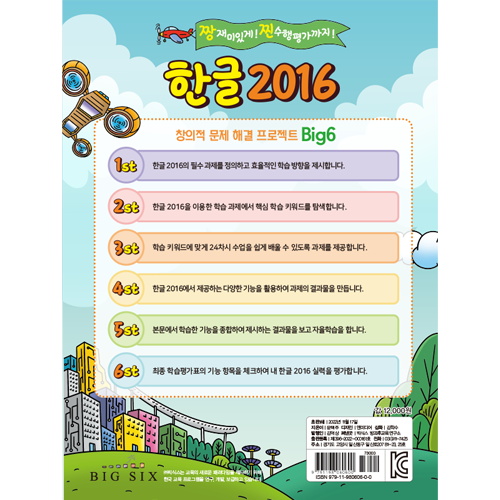 짱 재미있게! 찐 수행평가까지!
한글 2016
창의적 문제 해결 프로젝트 Big6
1st 한글 2016의 필수 과제를 정의하고 효율적인 학습 방향을 제시합니다.
2st 한글 2016을 이용한 학습 과제에서 핵심 학습 키워드를 탐색합니다.
3st 학습 키워드에 맞게 24차시 수업을 쉽게 배울 수 있도록 과제를 제공합니다.
4st 한글 2016에서 제공하는 다양한 기능을 활용하여 과제의 결과물을 만듭니다.
5st 본문에서 학습한 기능을 종합하여 제시하는 결과물을 보고 자율학습을 합니다.
6st 최종 학습평가표의 기능 항목을 체크하여 내 한글 2016 실력을 평가합니다.
값 12,000원
BIG SIX
ISBN 979-11-980606-0-0